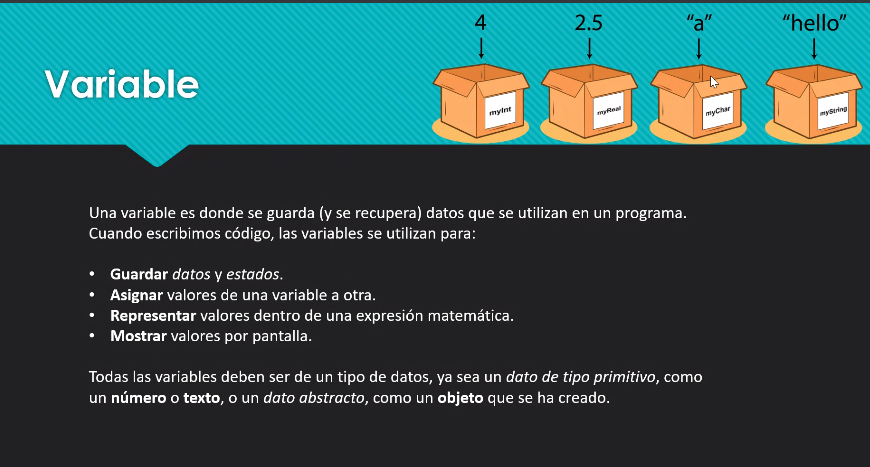 4 2.5 “a” “hello”
Variable
myInt myReal myChar myString
Una variable es donde se guarda (y se recupera) datos que se utilizan en un programa.
Cuando escribimos código, las variables se utilizan para:
• Guardar datos y estados.
• Asignar valores de una variable a otra.
• Representar valores dentro de una expresión matemática.
• Mostrar valores por pantalla.
Todas las variables deben ser de un tipo de datos, ya sea un dato de tipo primitivo, como
un número o texto, o un dato abstracto, como un objeto que se ha creado.